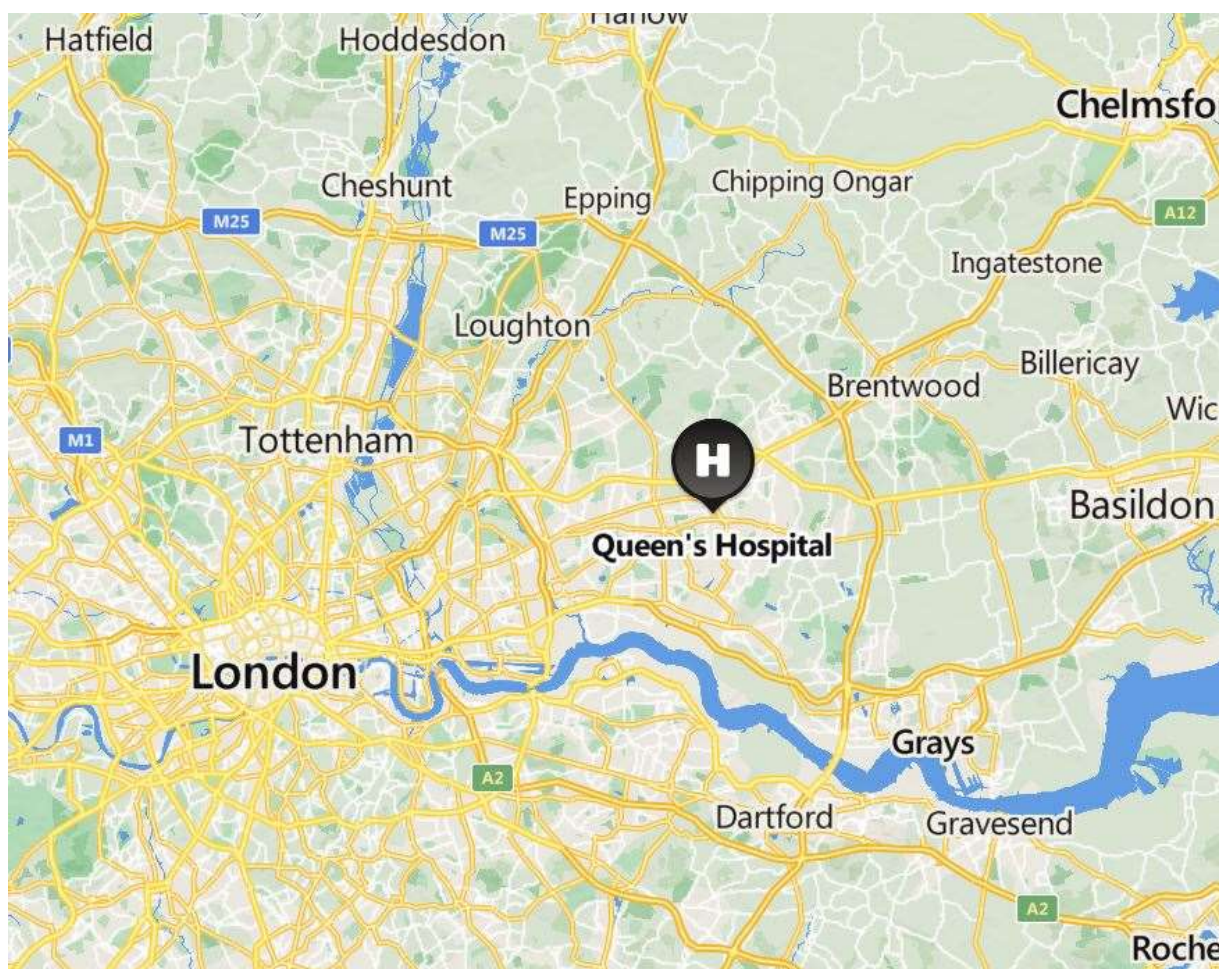 Harlow
Hatfield
Hoddesdon
Chelmsfo
Cheshunt
Epping
Chipping Ongar
M25
M25
A12
Ingatestone
Loughton
Billericay
Brentwood
Wic
M1
Tottenham
H
Basildon
Queen's Hospital
London
Grays
A2
Dartford
Gravesend
A2
Roche